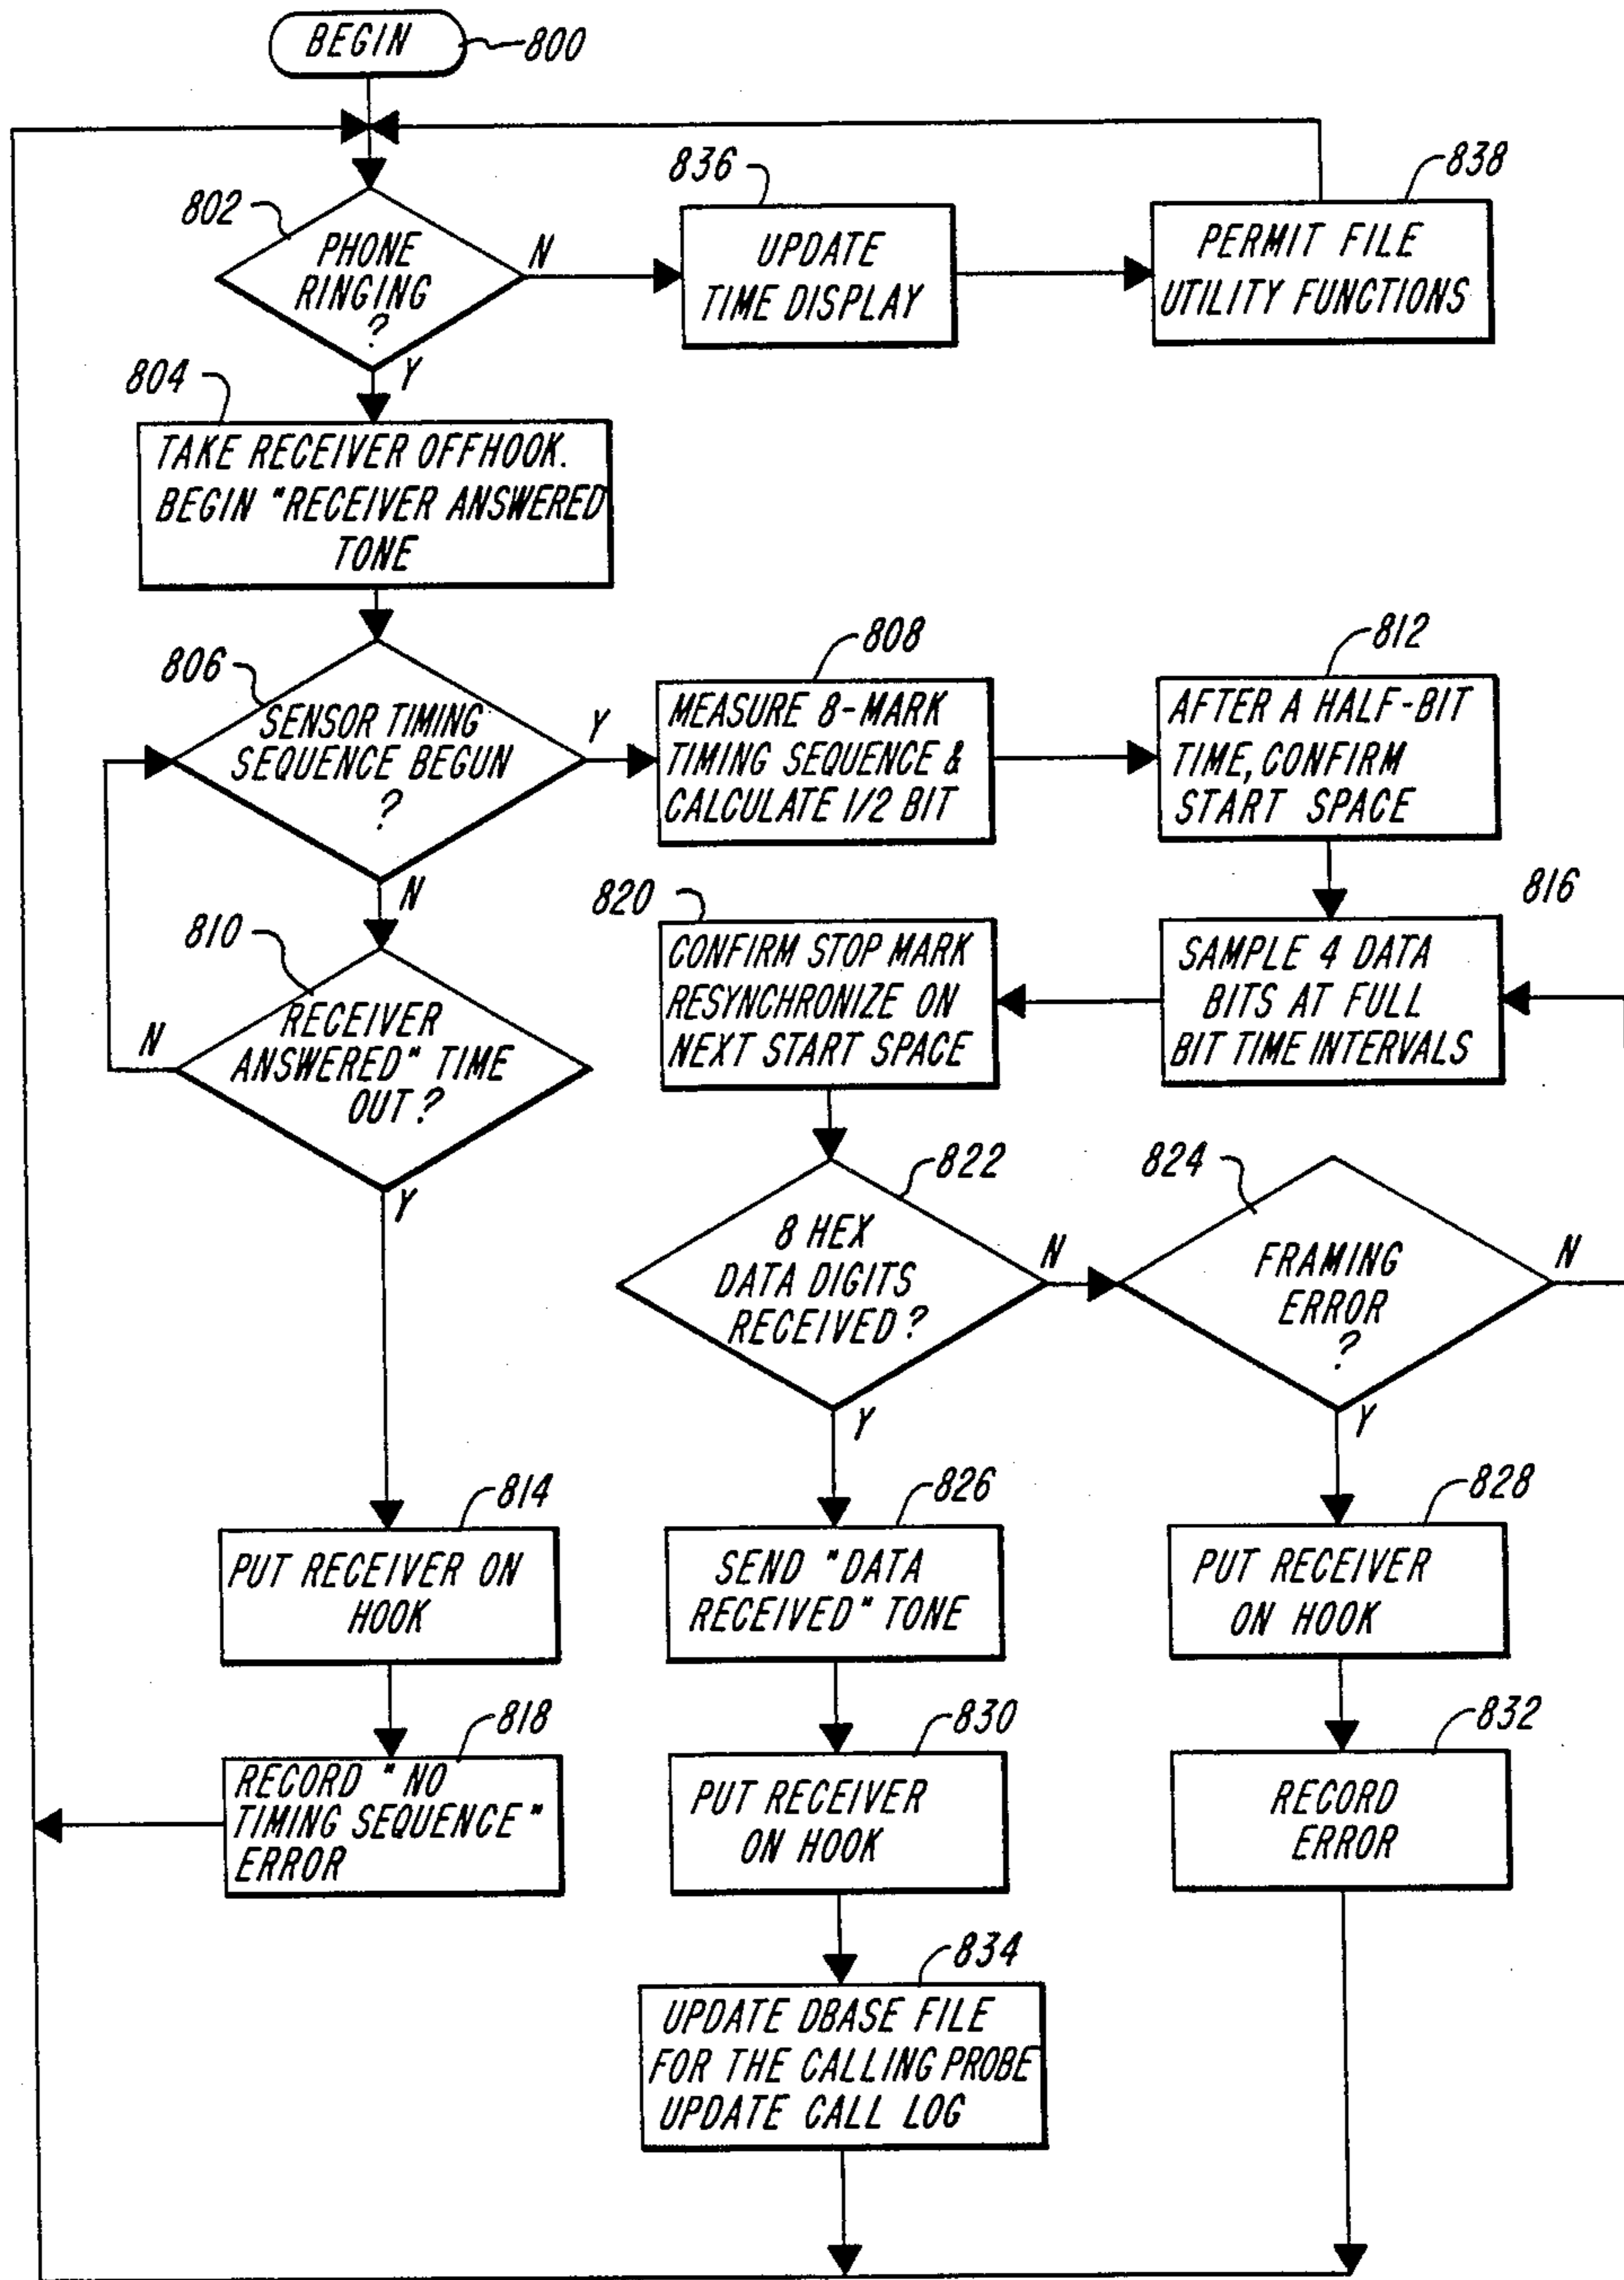 BEGIN
800
836
838
802
PHONE
RINGING
?
N
UPDATE
TIME DISPLAY
PERMIT FILE
UTILITY FUNCTIONS
Y
804
TAKE RECEIVER OFFHOOK.
BEGIN "RECEIVER ANSWERED
TONE
806
SENSOR TIMING
SEQUENCE BEGUN
?
Y
808
MEASURE 8-MARK
TIMING SEQUENCE &
CALCULATE 1/2 BIT
812
AFTER A HALF-BIT
TIME, CONFIRM
START SPACE
N
810
RECEIVER
ANSWERED" TIME
OUT?
N
Y
820
CONFIRM STOP MARK
RESYNCHRONIZE ON
NEXT START SPACE
816
SAMPLE 4 DATA
BITS AT FULL
BIT TIME INTERVALS
822
8 HEX
DATA DIGITS
RECEIVED?
N
Y
824
FRAMING
ERROR
?
N
Y
814
PUT RECEIVER ON
HOOK
826
SEND "DATA
RECEIVED" TONE
828
PUT RECEIVER
ON HOOK
818
RECORD "NO
TIMING SEQUENCE"
ERROR
830
PUT RECEIVER
ON HOOK
832
RECORD
ERROR
834
UPDATE DBASE FILE
FOR THE CALLING PROBE
UPDATE CALL LOG